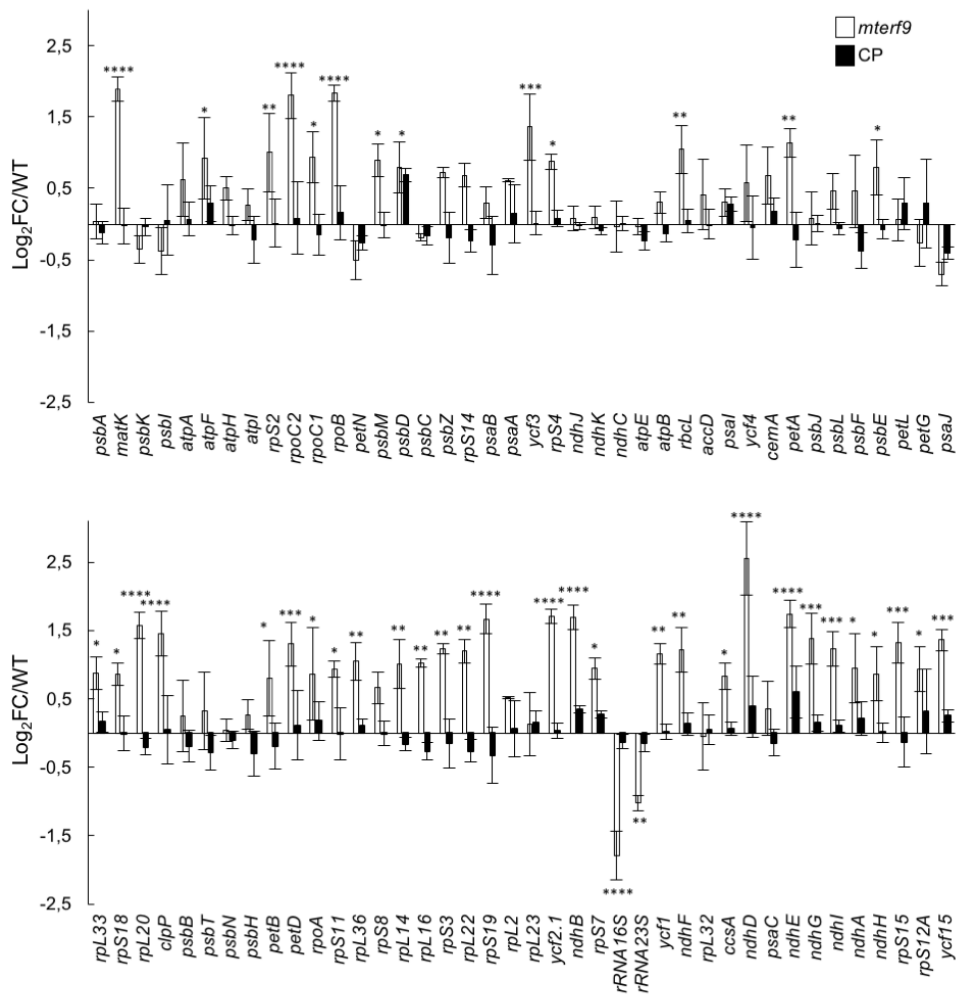 mterf9
CP
Log₂FC/WT
2,5
1,5
0,5
-0,5
-1,5
-2,5
**** * ** **** * **** * * *** * ** ** *
psbA matK psbK psbI atpA atpF atpH atpI rpS2 rpoC2 rpoC1 rpoB petN psbM psbD psbC psbZ rpS14 psaB psaA ycf3 rpS4 ndhJ ndhK ndhC atpE atpB rbcL accD psaI ycf4 cemA petA psbJ psbL psbF psbE petL petG psaJ
Log₂FC/WT
2,5
1,5
0,5
-0,5
-1,5
-2,5
* * **** **** * *** * * ** ** ** ** ** **** **** **** * **** ** ** ** * **** **** *** *** * * *** * ***
rpL33 rpS18 rpL20 clpP psbB psbT psbN psbH petB petD rpoA rpS11 rpL36 rpS8 rpL14 rpL16 rpS3 rpL22 rpS19 rpL2 rpL23 ycf2.1 ndhB rpS7 rRNA16S rRNA23S ycf1 ndhF rpL32 ccsA ndhD psaC ndhE ndhG ndhI ndhA ndhH rpS15 rpS12A ycf15